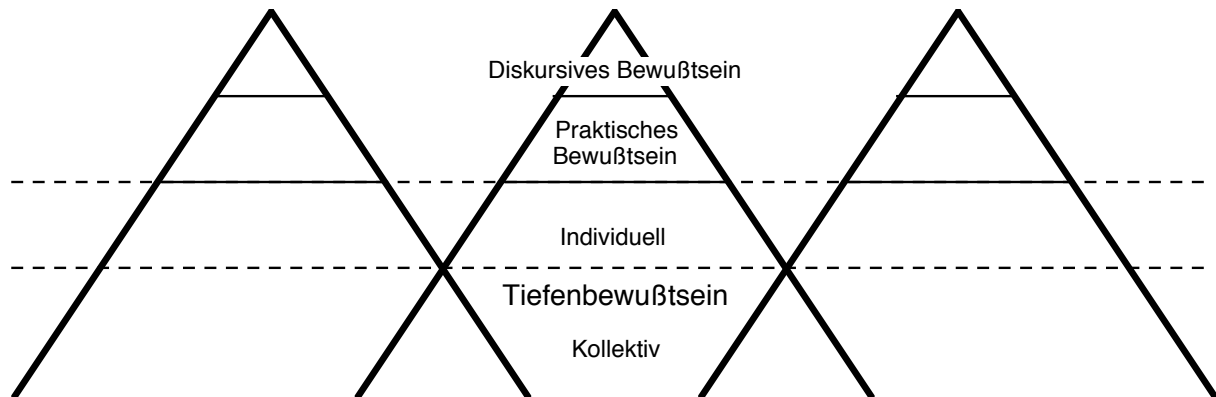 Diskursives Bewußtsein
Praktisches
Bewußtsein
Individuell
Tiefenbewußtsein
Kollektiv